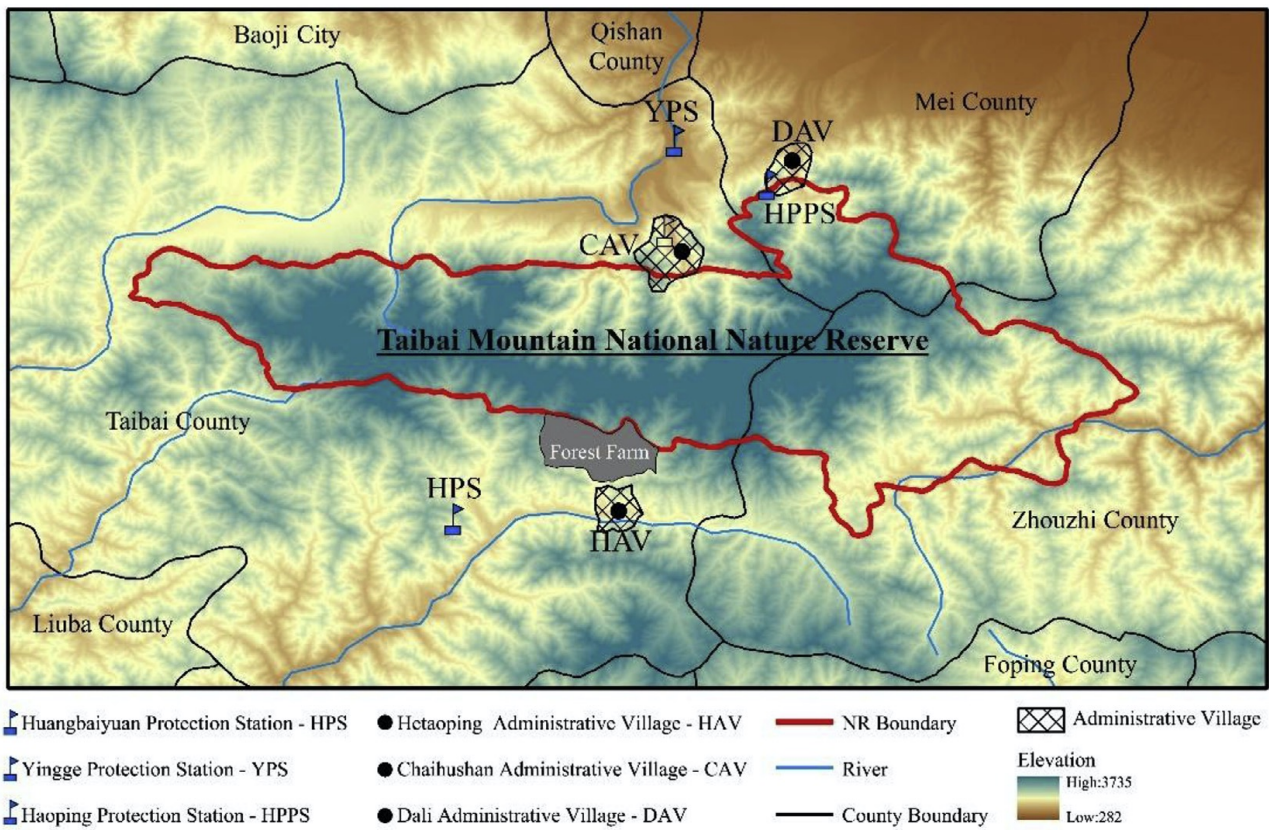 Baoji City
Qishan
County
Mei County
YPS
DAV
HPPS
CAV
Taibai Mountain National Nature Reserve
Taibai County
Forest Farm
HPS
HAV
Zhouzhi County
Liuba County
Foping County
Huangbaiyuan Protection Station - HPS
Hetaoping Administrative Village - HAV
NR Boundary
Administrative Village
Yingge Protection Station - YPS
Chaihushan Administrative Village - CAV
River
Elevation
High:3735
Low:282
Haoping Protection Station - HPPS
Dali Administrative Village - DAV
County Boundary